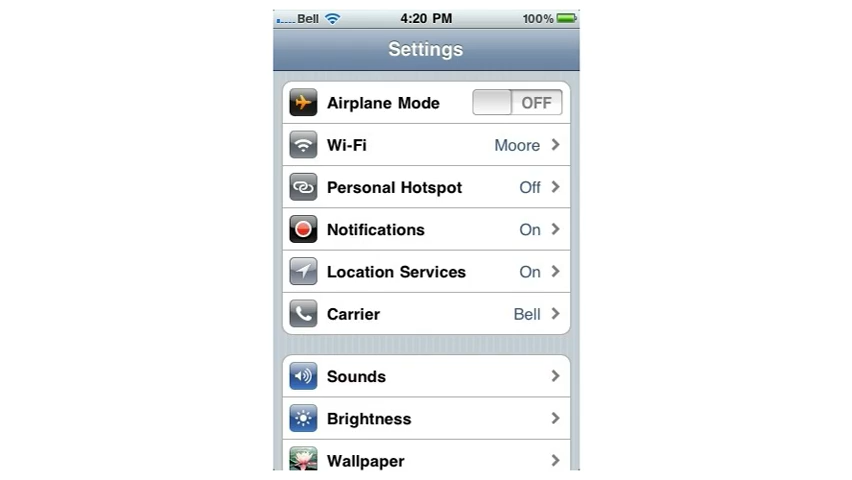 Bell 4:20 PM 100%
Settings
Airplane Mode OFF
Wi-Fi Moore
Personal Hotspot Off
Notifications On
Location Services On
Carrier Bell
Sounds
Brightness
Wallpaper